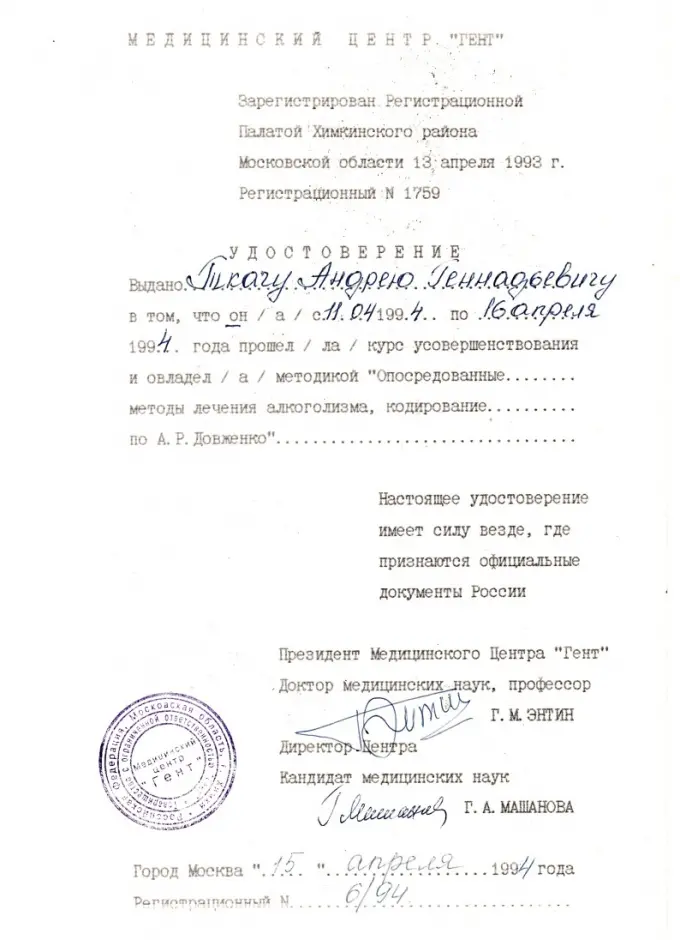 МЕДИЦИНСКИЙ ЦЕНТР "ГЕНТ"
Зарегистрирован Регистрационной
Палатой Химкинского района
Московской области 13 апреля 1993 г.
Регистрационный N 1759
УДОСТОВЕРЕНИЕ
Выдано Ткачу Андрею Геннадьевичу
в том, что он / а / с 11.04 1994.. по 16 апреля
1994. года прошел / ла / курс усовершенствования
и овладел / а / методикой "Опосредованные........
методы лечения алкоголизма, кодирование..........
по А.Р.Довженко"..................................
Настоящее удостоверение
имеет силу везде, где
признаются официальные
документы России
Президент Медицинского Центра "Гент"
Доктор медицинских наук, профессор
Г.М.ЭНТИН
Директор Центра
Кандидат медицинских наук
Г.А.МАШАНОВА
Российская Федерация, Московская область, г. Химки
Товарищество с ограниченной ответственностью
Медицинский
центр
"Гент"
Город Москва ".15. "..апреля......1994 года
Регистрационный N....6/94....